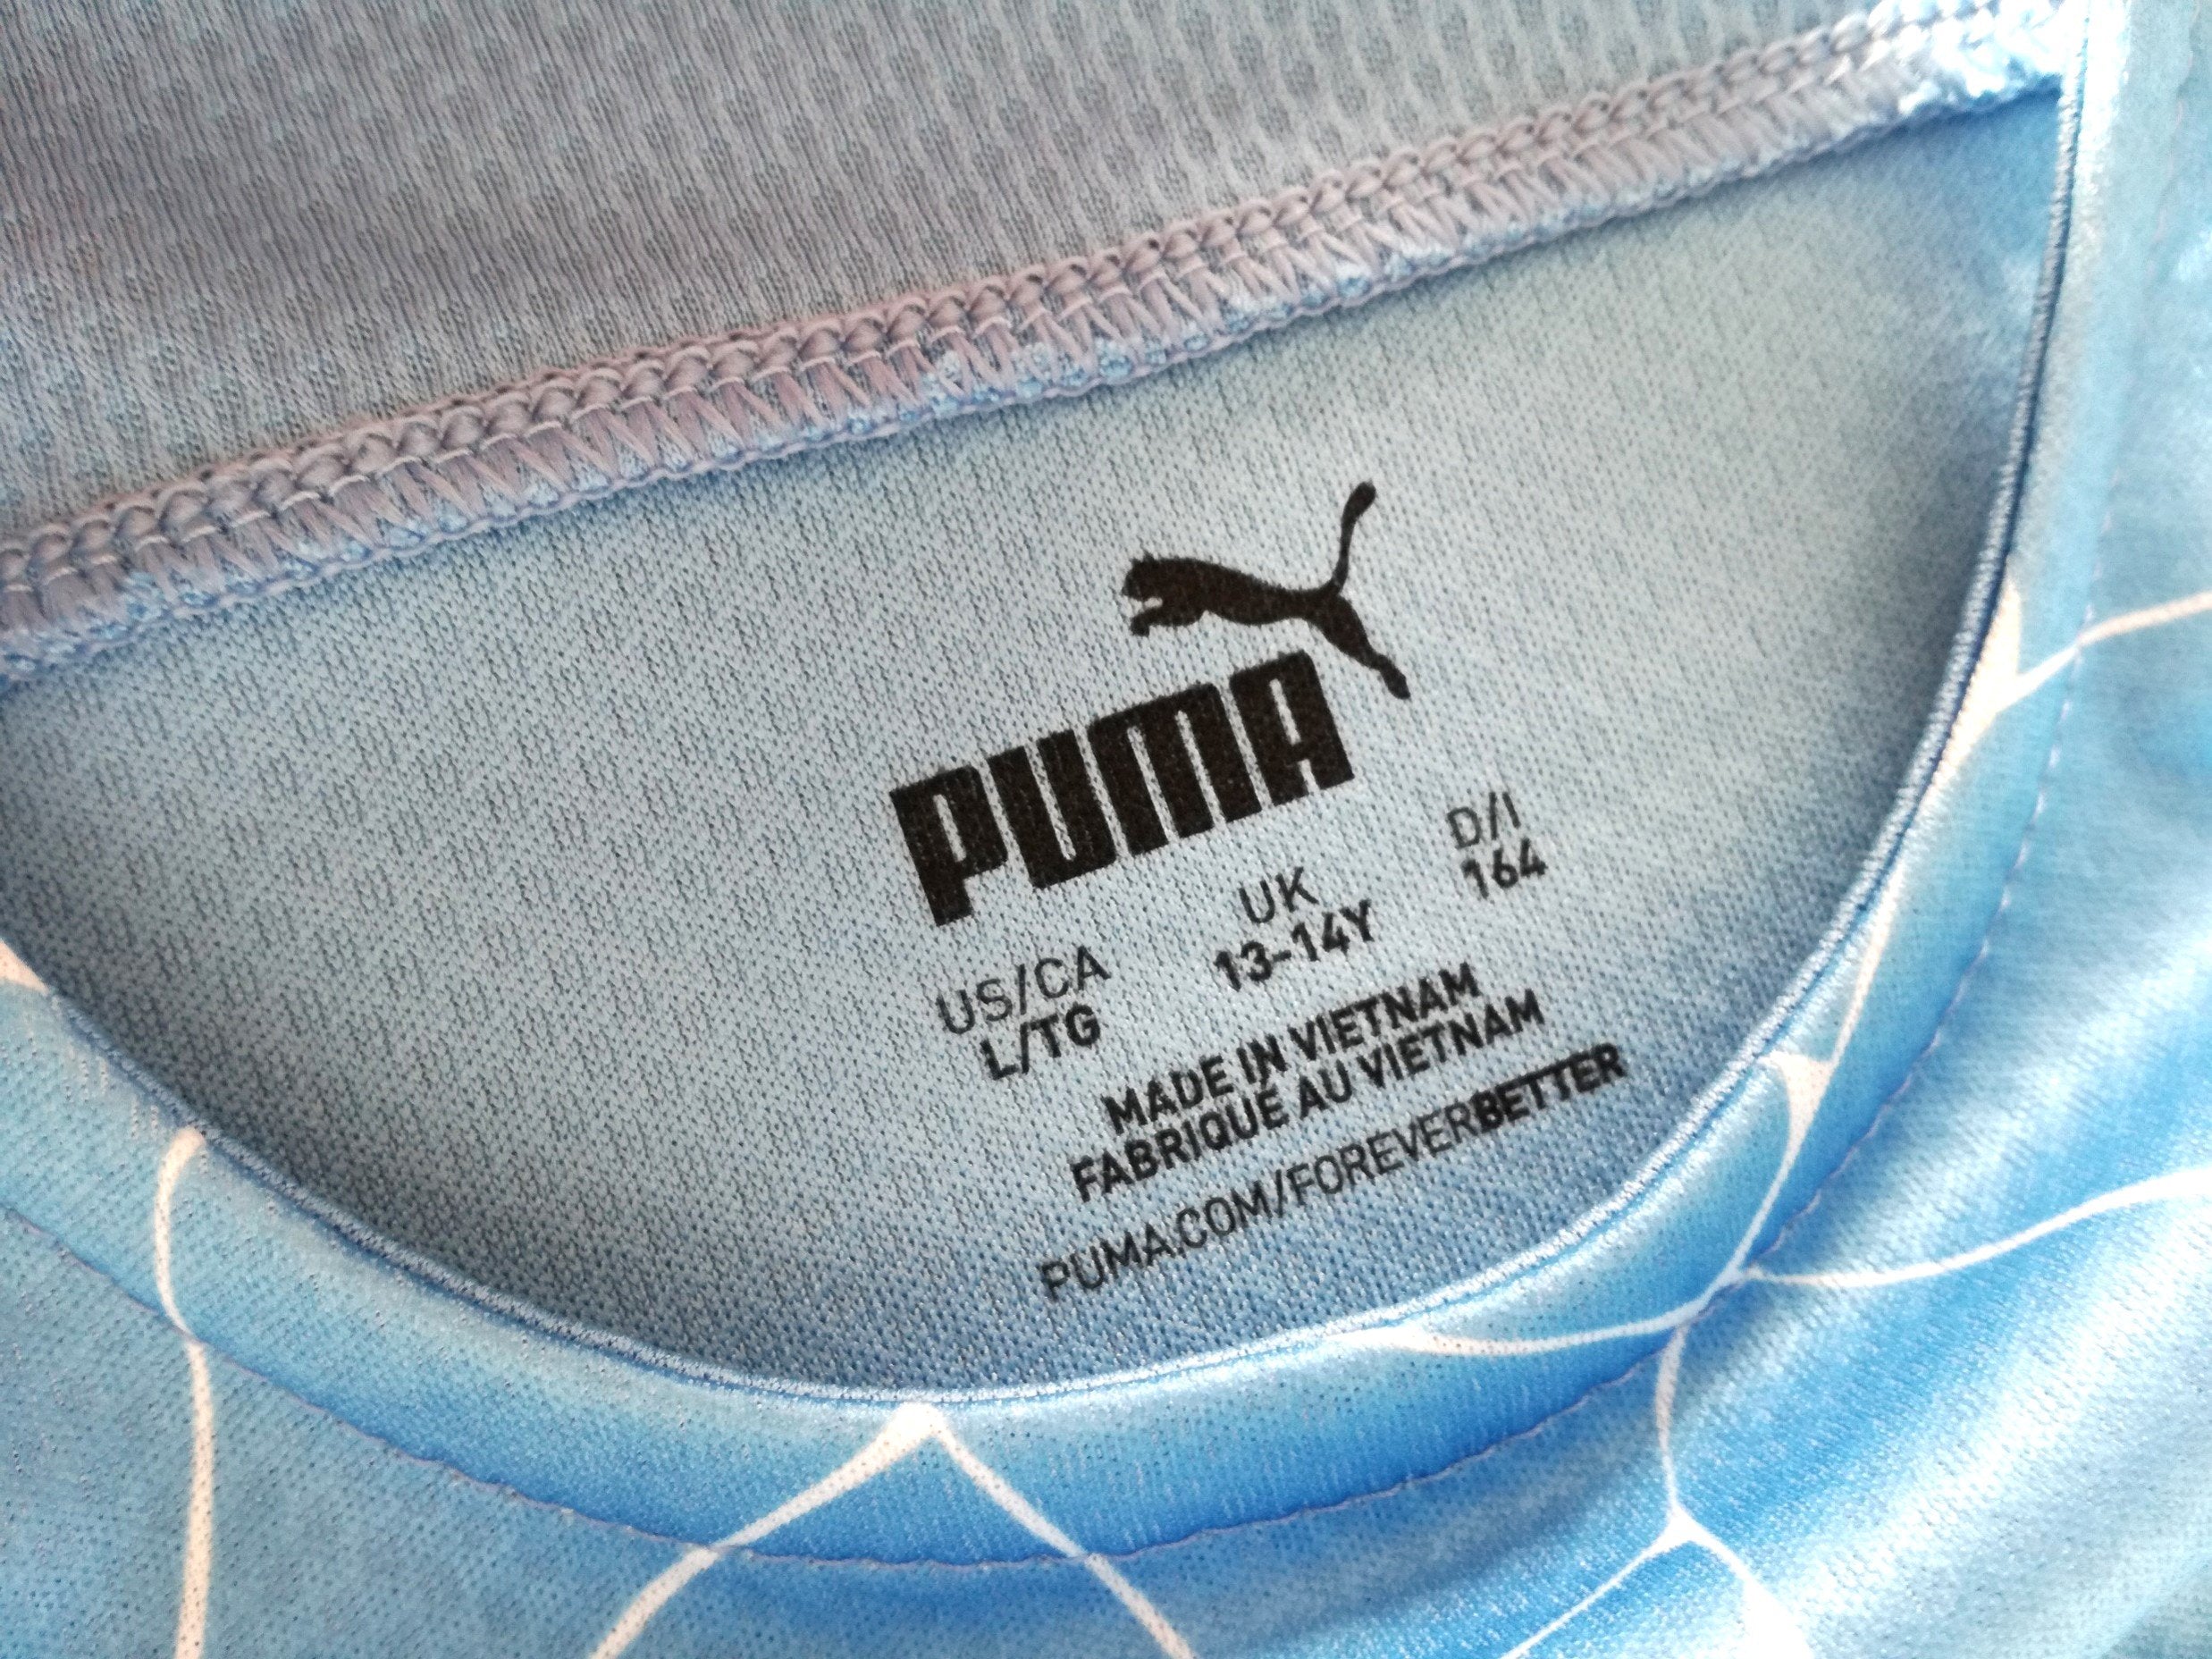 PUMA
US/CA UK D/I
L/TG 13-14Y 164
MADE IN VIETNAM
FABRIQUÉ AU VIETNAM
PUMA.COM/FOREVERBETTER